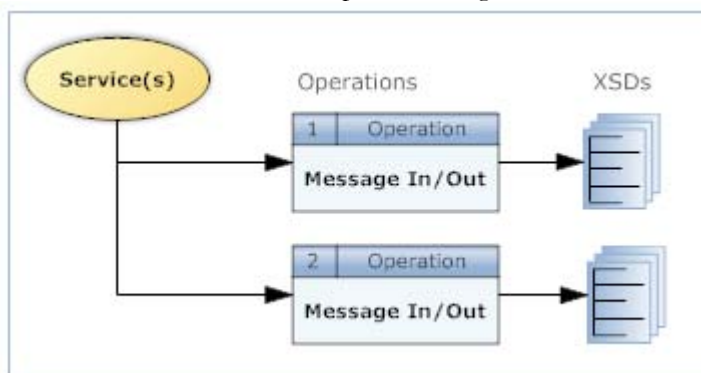 Service(s)
Operations
XSDs
1 Operation
Message In/Out
2 Operation
Message In/Out